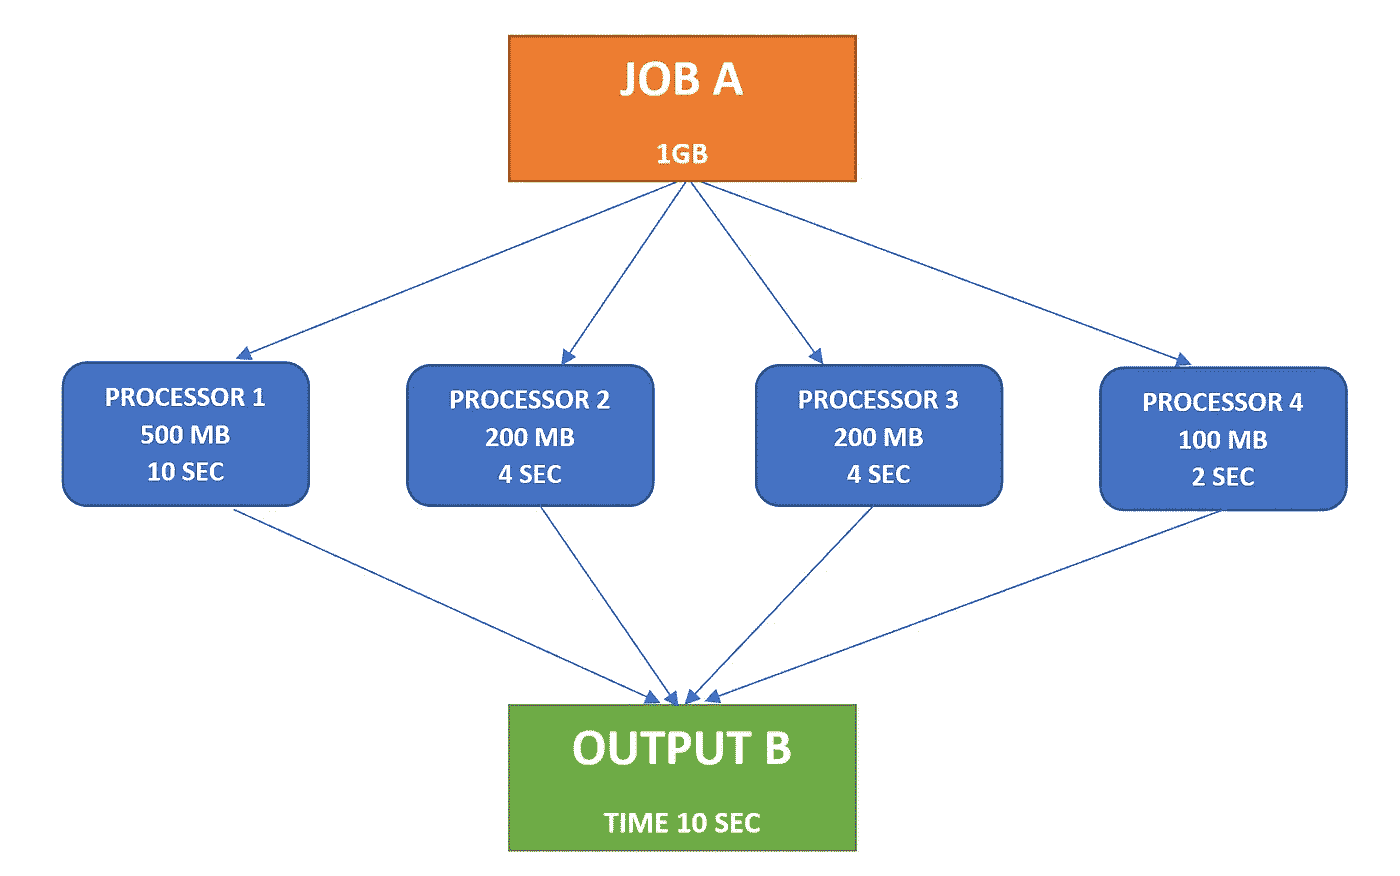 JOB A
1GB
PROCESSOR 1
500 MB
10 SEC
PROCESSOR 2
200 MB
4 SEC
PROCESSOR 3
200 MB
4 SEC
PROCESSOR 4
100 MB
2 SEC
OUTPUT B
TIME 10 SEC